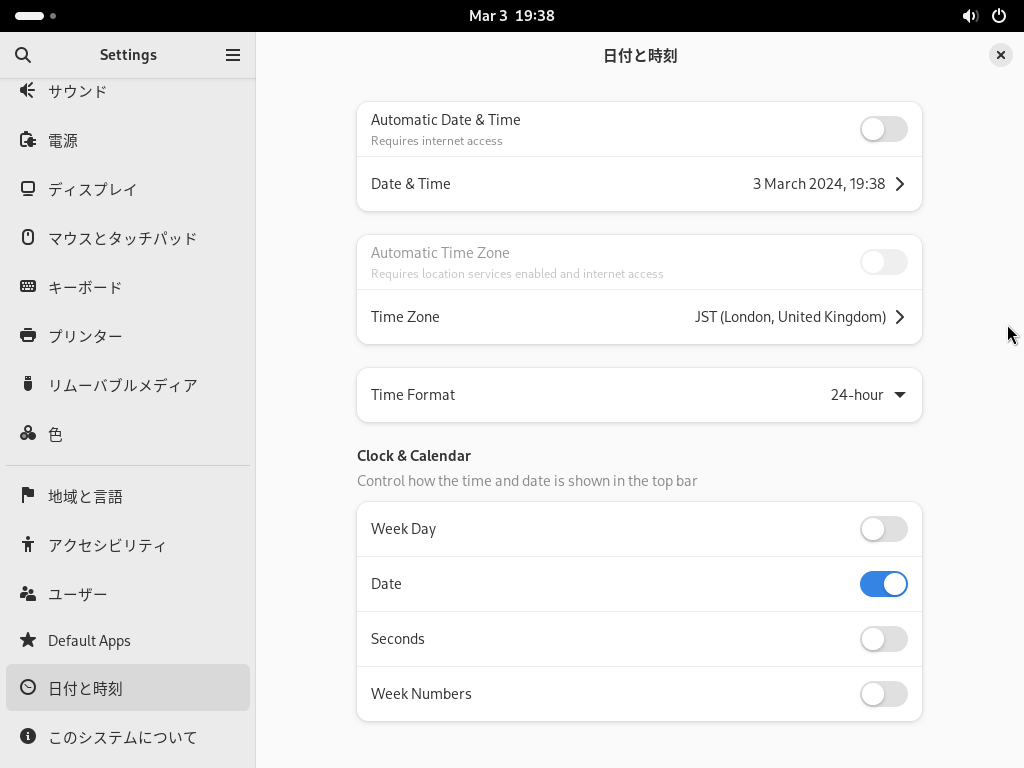 Mar 3 19:38
Settings
サウンド
電源
ディスプレイ
マウスとタッチパッド
キーボード
プリンター
リムーバブルメディア
色
地域と言語
アクセシビリティ
ユーザー
Default Apps
日付と時刻
このシステムについて
日付と時刻
Automatic Date & Time
Requires internet access
Date & Time
3 March 2024, 19:38
Automatic Time Zone
Requires location services enabled and internet access
Time Zone
JST (London, United Kingdom)
Time Format
24-hour
Clock & Calendar
Control how the time and date is shown in the top bar
Week Day
Date
Seconds
Week Numbers